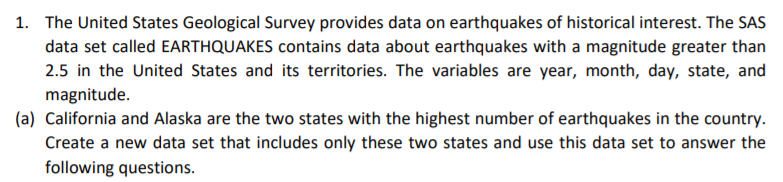 1. The United States Geological Survey provides data on earthquakes of historical interest. The SAS
data set called EARTHQUAKES contains data about earthquakes with a magnitude greater than
2.5 in the United States and its territories. The variables are year, month, day, state, and
magnitude.
(a) California and Alaska are the two states with the highest number of earthquakes in the country.
Create a new data set that includes only these two states and use this data set to answer the
following questions.